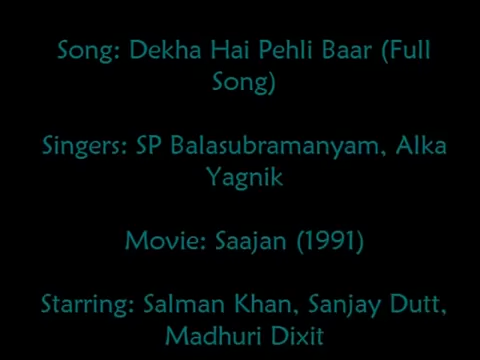 Song: Dekha Hai Pehli Baar (Full
Song)
Singers: SP Balasubramanyam, Alka
Yagnik
Movie: Saajan (1991)
Starring: Salman Khan, Sanjay Dutt,
Madhuri Dixit